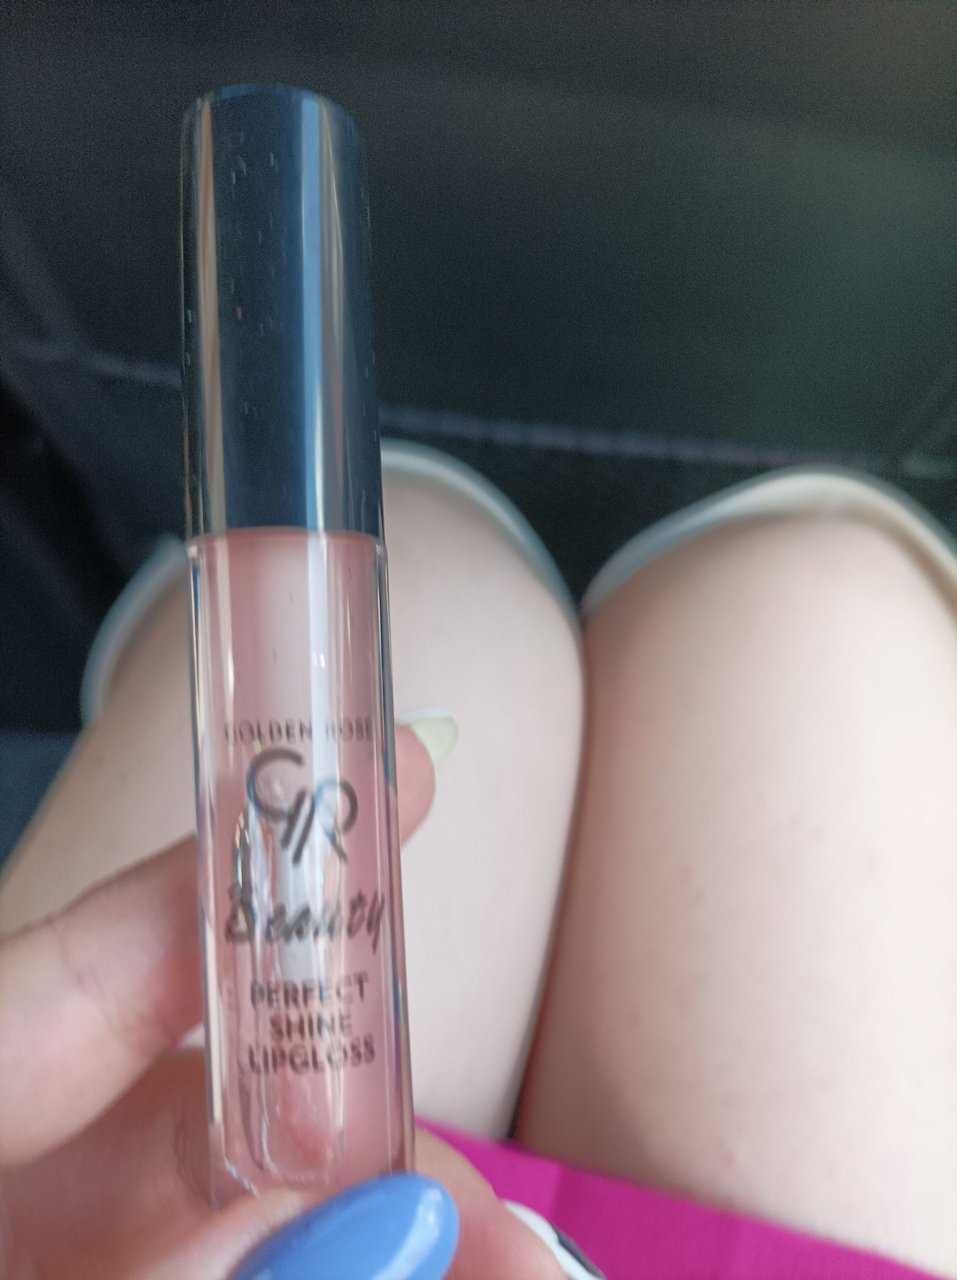 GOLDEN ROSE
GR
Beauty
PERFECT
SHINE
LIPGLOSS